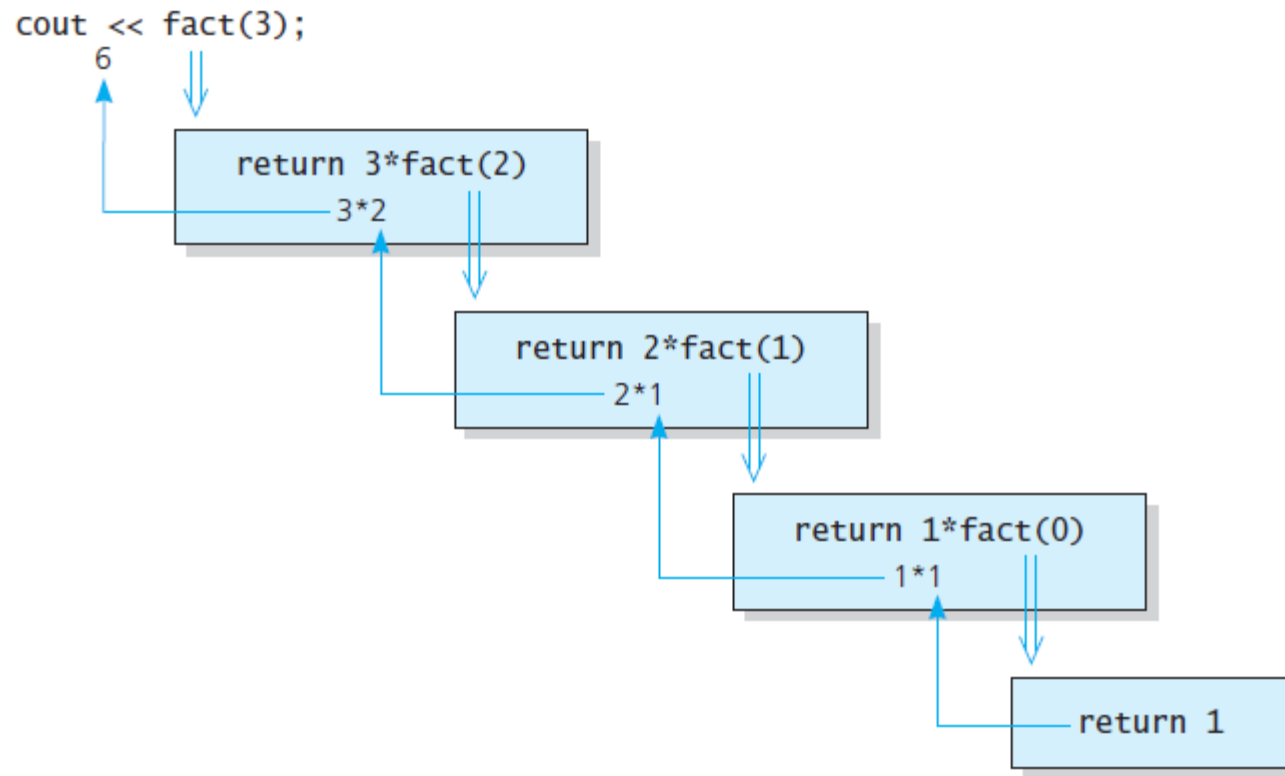 cout << fact(3);
6
return 3*fact(2)
3*2
return 2*fact(1)
2*1
return 1*fact(0)
1*1
return 1